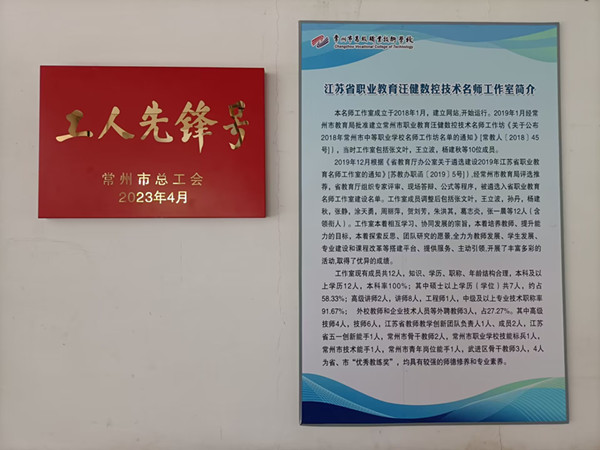 工人先锋号
常州市总工会
2023年4月
常州市高级职业技术学校
Changzhou Vocational College of Technology
江苏省职业教育汪健数控技术名师工作室简介
本名师工作室成立于2018年1月，建立网站,开始运行。2019年1月经常
州市教育局批准建立常州市职业教育汪健数控技术名师工作坊《关于公布
2018年常州市中等职业学校名师工作坊名单的通知》[常教人〔2018〕45
号]），当时工作室包括张文叶，王立波，杨建秋等10位成员。
2019年12月根据《省教育厅办公室关于遴选建设2019年江苏省职业教
育名师工作室的通知》[苏教办职函〔2019〕5号]），经常州市教育局评选推
荐，省教育厅组织专家评审、现场答辩、公式等程序，被遴选入省职业教育
名师工作室建设名单。工作室成员调整后包括张文叶，王立波，孙丹，杨建
秋，张静，涂天勇，周丽萍，贺刘芳，朱洪其，葛志炎，张一晨等12人（含
领衔人）。工作室本着相互学习、协同发展的宗旨，本着培养教师、提升能
力的目标，本着探索反思、团队研究的愿景,全力为教师发展、学生发展、
专业建设和课程改革等搭建平台、提供服务、主动引领,开展了丰富多彩的
活动,取得了优异的成绩。
工作室现有成员共12人，知识、学历、职称、年龄结构合理，本科及以
上学历12人，本科率100%；其中硕士以上学历（学位）共7人，约占
58.33%；高级讲师2人，讲师8人，工程师1人，中级及以上专业技术职称率
91.67%； 外校教师和企业技术人员等外聘教师3人，占27.27%。其中高级
技师4人，技师6人，江苏省教师教学创新团队负责人1人、成员2人，江苏
省五一创新能手1人，常州市骨干教师2人，常州市职业学校技能标兵1人，
常州市技术能手1人，常州市青年岗位能手1人，武进区骨干教师3人，4人
为省、市“优秀教练奖”，均具有较强的师德修养和专业素养。